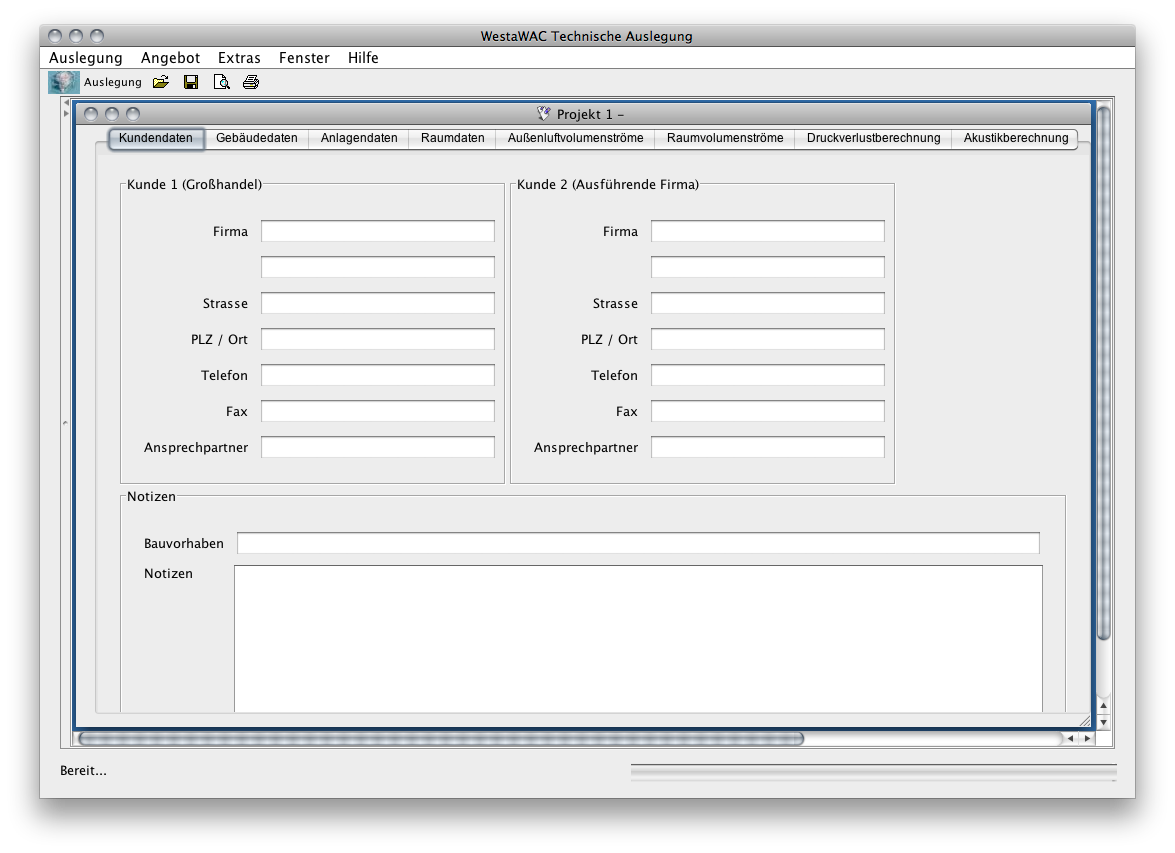 WestaWAC Technische Auslegung
Auslegung Angebot Extras Fenster Hilfe
Auslegung
Projekt 1 –
Kundendaten Gebäudedaten Anlagendaten Raumdaten Außenluftvolumenströme Raumvolumenströme Druckverlustberechnung Akustikberechnung
Kunde 1 (Großhandel)
Firma
Strasse
PLZ / Ort
Telefon
Fax
Ansprechpartner
Kunde 2 (Ausführende Firma)
Firma
Strasse
PLZ / Ort
Telefon
Fax
Ansprechpartner
Notizen
Bauvorhaben
Notizen
Bereit...